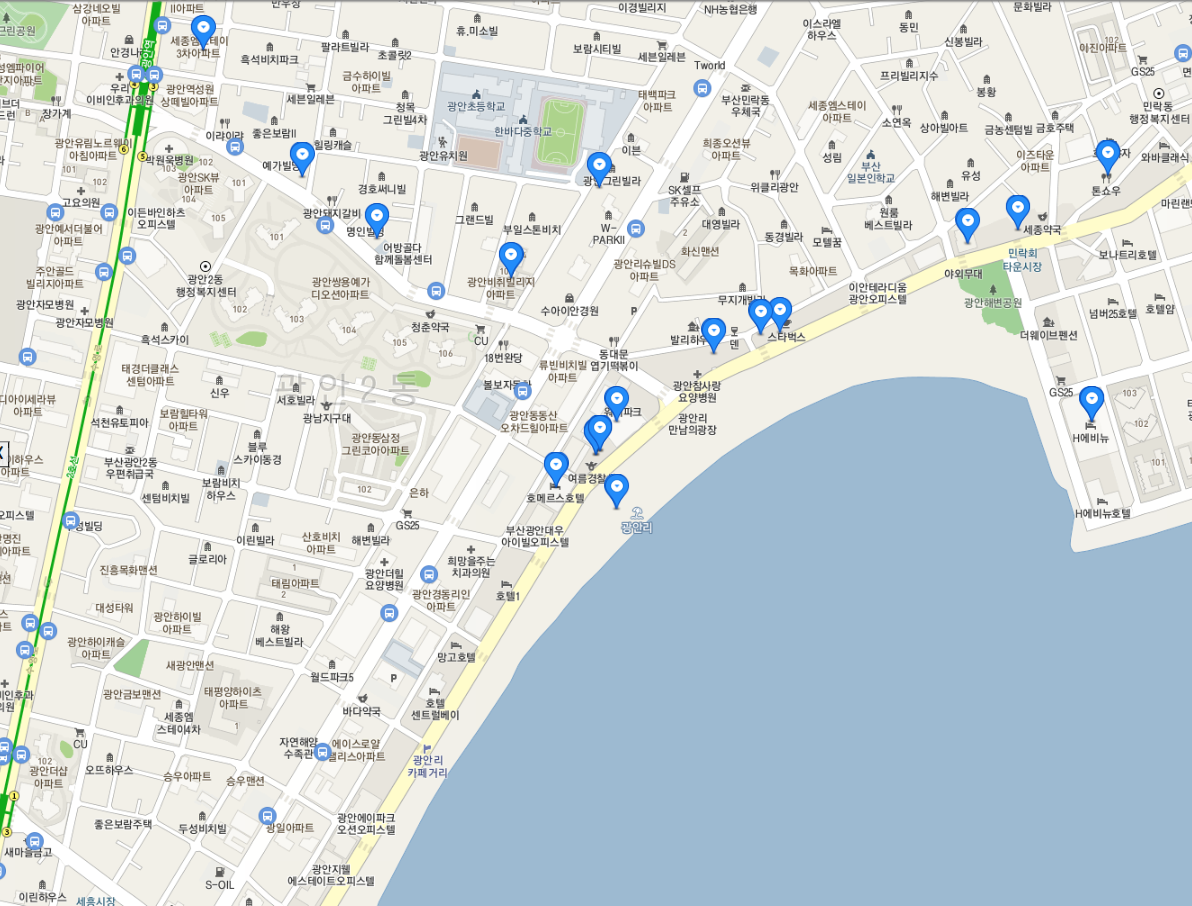 삼강네오빌
아파트
근린공원
II아파트
만우장
세종엠스테이
3차아파트
휴.미소빌
이경빌리지
NH농협은행
이스라엘
하우스
동민
문화빌라
신봉빌라
아진아파트
GS25
팔라트빌라
초콜릿2
흑석비치파크
보람시티빌
세븐일레븐
Tworld
프리빌리지수
봉황
민락동
행정복지센터
광안역
우리
이비인후과의원
광안역성원
상떼빌아파트
금수하이빌
아파트
세븐일레븐
청목
그린빌4차
광안초등학교
한바다중학교
태백파크
아파트
부산민락동
우체국
세종엠스테이
아파트
소연옥
상아빌아트
금농센텀빌
금호주택
장가계
이랴이랴
좋은보람II
힐링캐슬
광안유치원
이븐
희종오션뷰
아파트
성림
부산
일본인학교
이즈타운
아파트
와바클래식
광안유림노르웨이
아침아파트
박원욱병원
예가빌
광안SK뷰
아파트
경호써니빌
광안그린빌라
SK셀프
주유소
위클리광안
유성
해변빌라
톤쇼우
고요의원
이든바인하츠
오피스텔
광안돼지갈비
명인빌
그랜드빌
부일스톤비치
W-
PARKII
대영빌라
동경빌라
모텔꿈
원룸
베스트빌라
세종약국
마린랜
광안예서더불어
아파트
어방골다
함께돌봄센터
화신맨션
민락회
타운시장
보나트리호텔
주안골드
빌리지아파트
광안2동
행정복지센터
광안쌍용예가
디오션아파트
광안비취빌리지
아파트
광안리슈빌DS
아파트
목화아파트
야외무대
이안테라디움
광안오피스텔
광안해변공원
넘버25호텔
호텔얌
광안자모병원
광안자모병원
수아이안경원
P
무지개빌라
더웨이브펜션
흑석스카이
청춘약국
CU
18번완당
동대문
엽기떡볶이
발리하우
모
덴
스타벅스
태경더클래스
센텀아파트
신우
서호빌라
광안2동
볼보자동차
류빈비치빌
아파트
광안참사랑
요양병원
GS25
디아이세라뷰
아파트
석천유토피아
보람힐타워
아파트
광남지구대
광안동동산
오차드힐아파트
워터파크
광안리
만남의광장
H에비뉴
부산광안2동
우편취급국
블루
스카이동경
광안동삼정
그린코아아파트
센텀비치빌
보람비치
하우스
은하
호메르스호텔
여름경찰
H에비뉴호텔
성빌딩
이린빌라
산호비치
아파트
해변빌라
GS25
부산광안대우
아이빌오피스텔
광안리
글로리아
진흥목화맨션
태림아파트
광안더힐
요양병원
희망을주는
치과의원
대성타워
광안하이빌
아파트
해왕
베스트빌라
광안경동리인
아파트
호텔1
광안하이캐슬
아파트
새광안맨션
월드파크5
P
망고호텔
광안금보맨션
태평양하이츠
아파트
바다약국
호텔
센트럴베이
세종엠
스테이4차
CU
자연해양
수족관
에이스로얄
팰리스아파트
광안리
카페거리
광안더샵
아파트
오뜨하우스
승우아파트
승우맨션
좋은보람주택
두성비치빌
광일아파트
광안에이파크
오션오피스텔
새마을금고
S-OIL
광안지웰
에스테이트오피스텔
이린하우스
세흥시장